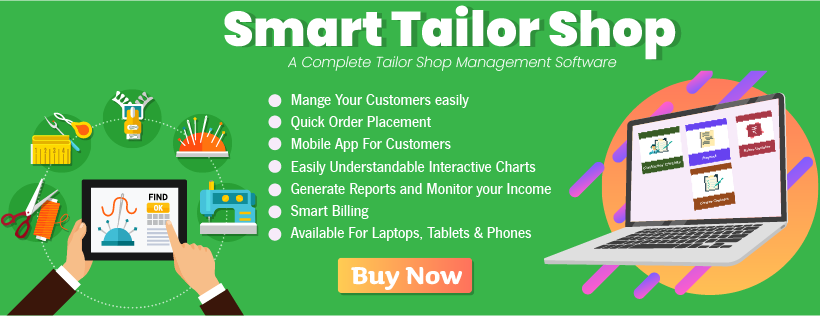 Smart Tailor Shop
A Complete Tailor Shop Management Software
Mange Your Customers easily
Quick Order Placement
Mobile App For Customers
Easily Understandable Interactive Charts
Generate Reports and Monitor your Income
Smart Billing
Available For Laptops, Tablets & Phones
Buy Now
FIND
OK